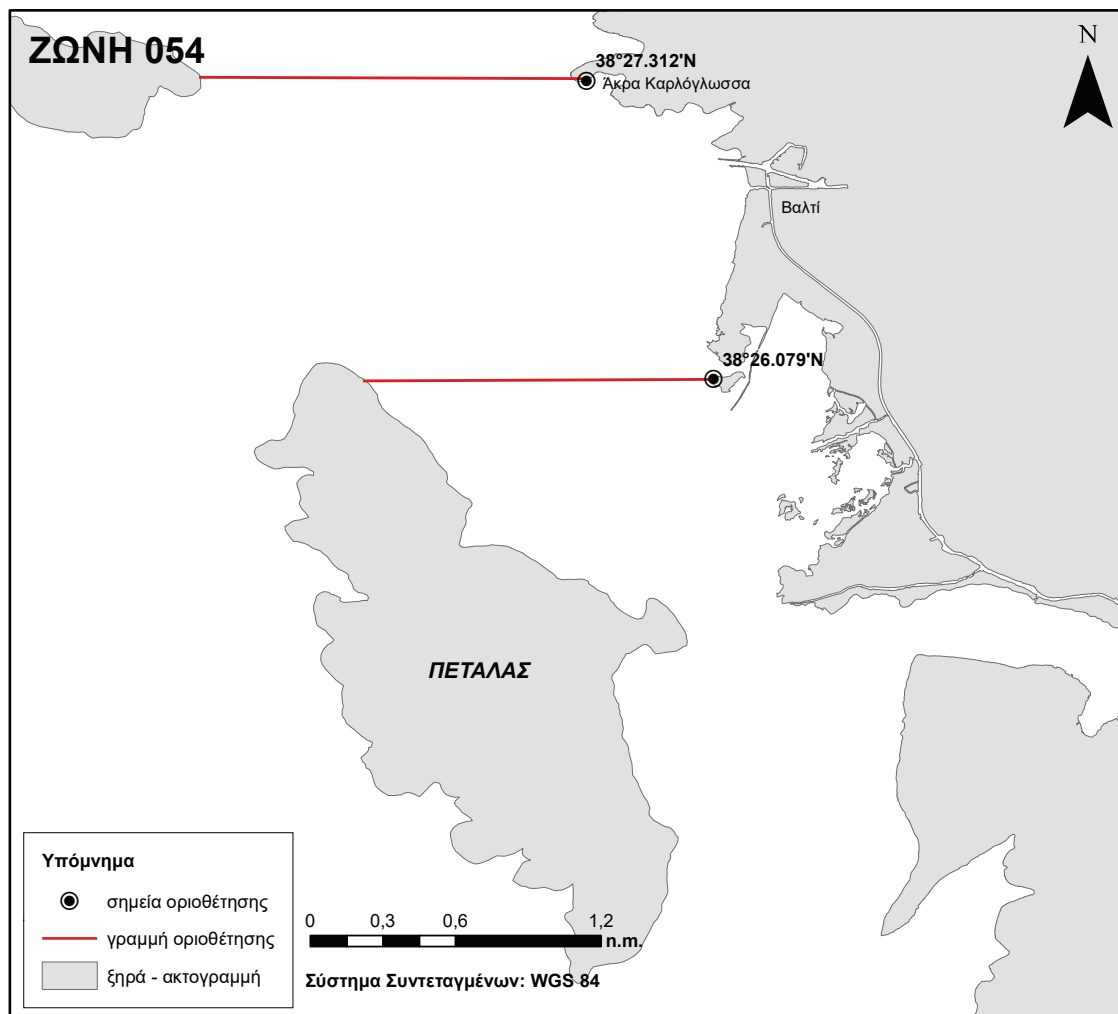 ΖΩΝΗ 054
38°27.312'N
Άκρα Καρλόγλωσσα
N
Βαλτί
38°26.079'N
ΠΕΤΑΛΑΣ
Υπόμνημα
σημεία οριοθέτησης
γραμμή οριοθέτησης
ξηρά - ακτογραμμή
0 0,3 0,6 1,2
n.m.
Σύστημα Συντεταγμένων: WGS 84